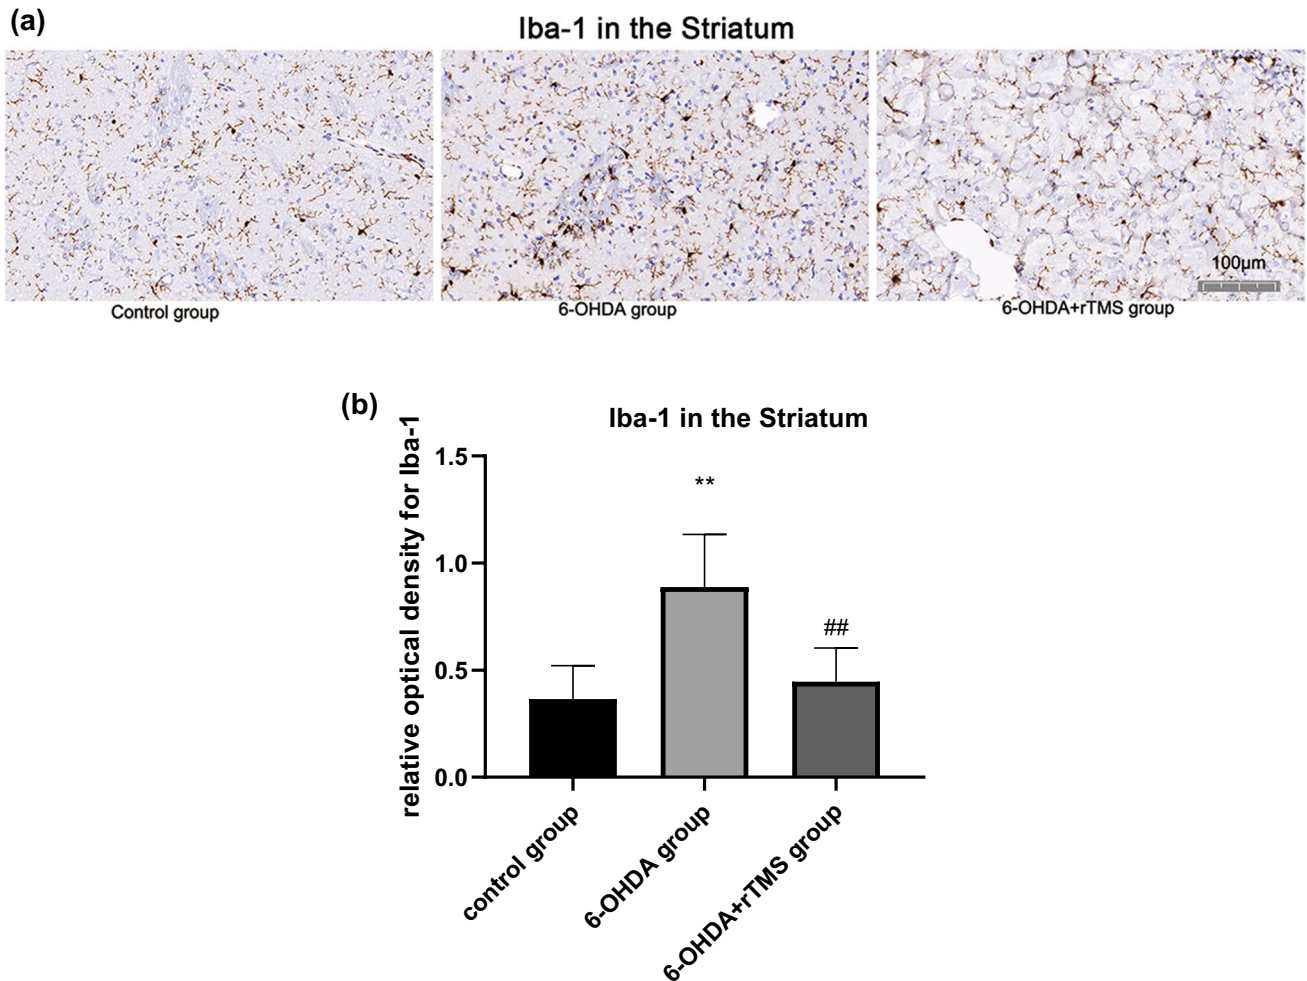 (a)
Iba-1 in the Striatum
100μm
Control group
6-OHDA group
6-OHDA+rTMS group
(b)
Iba-1 in the Striatum
relative optical density for Iba-1
1.5
1.0
0.5
0.0
**
##
control group
6-OHDA group
6-OHDA+rTMS group